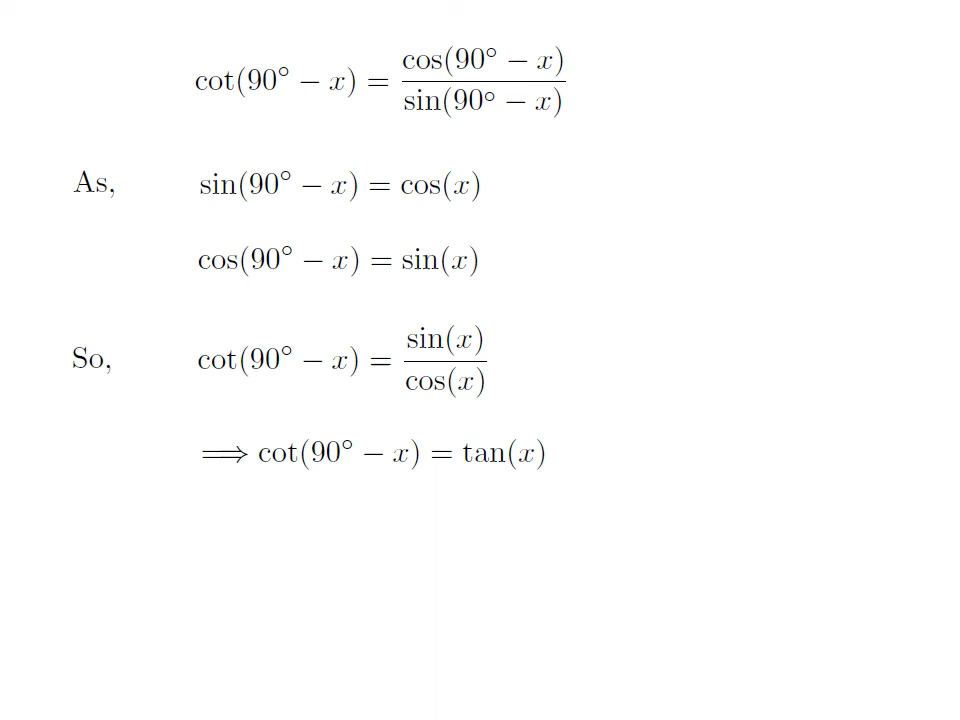 cot(90° − x) = cos(90° − x) / sin(90° − x)
As, sin(90° − x) = cos(x)
cos(90° − x) = sin(x)
So, cot(90° − x) = sin(x) / cos(x)
⟹ cot(90° − x) = tan(x)